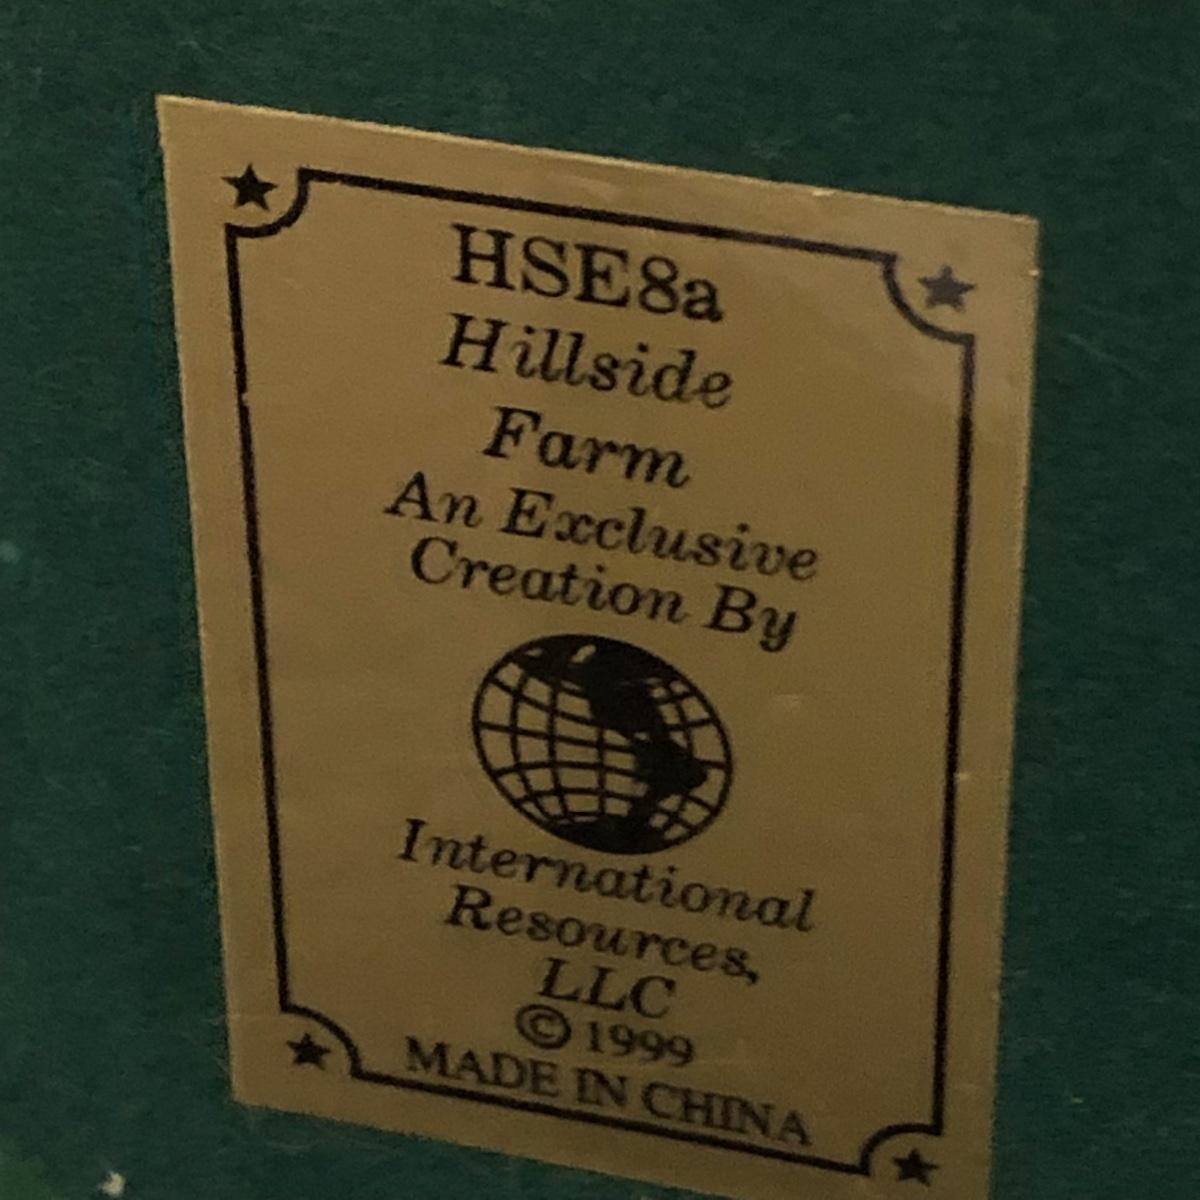 HSE8a
Hillside
Farm
An Exclusive
Creation By
International
Resources,
LLC
© 1999
MADE IN CHINA